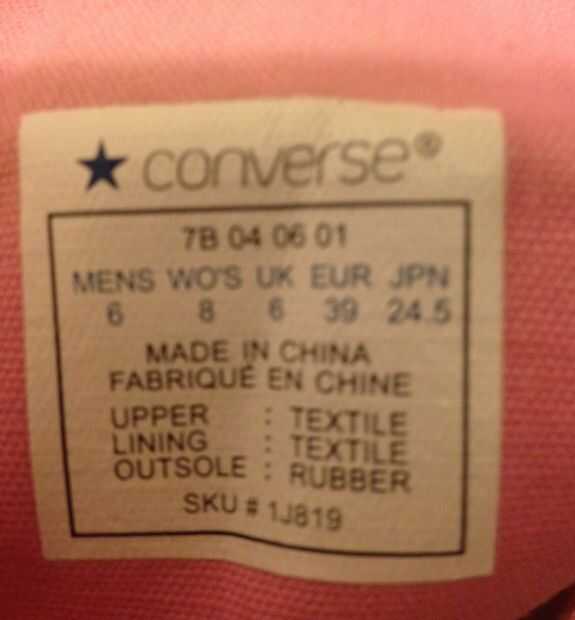 converse®
7B 04 06 01
MENS WO'S UK EUR JPN
6 8 6 39 24.5
MADE IN CHINA
FABRIQUÉ EN CHINE
UPPER : TEXTILE
LINING : TEXTILE
OUTSOLE : RUBBER
SKU # 1J819